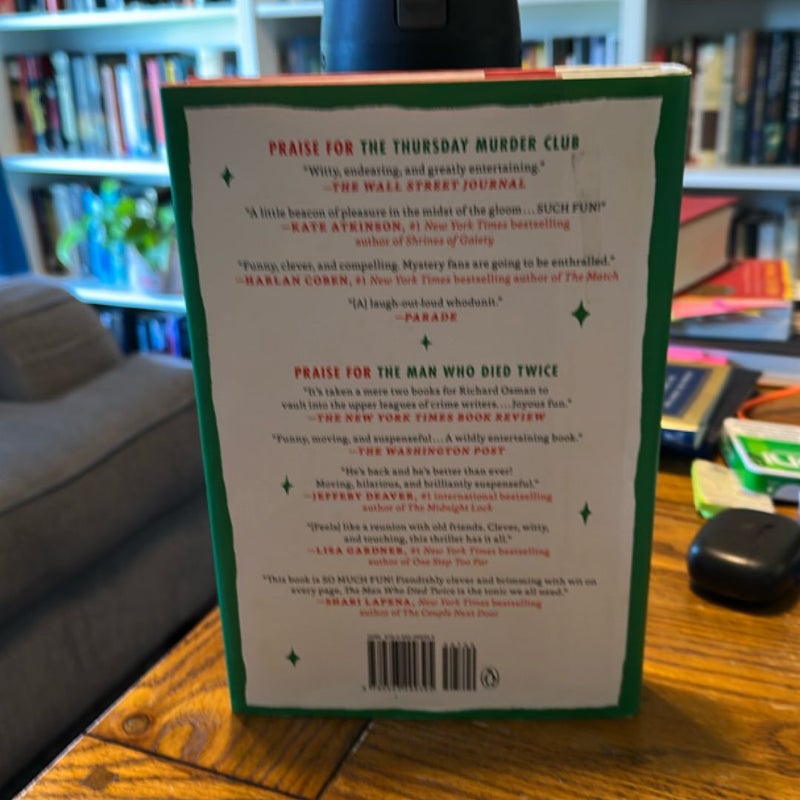 PRAISE FOR THE THURSDAY MURDER CLUB
"Witty, endearing, and greatly entertaining."
—THE WALL STREET JOURNAL
"A little beacon of pleasure in the midst of the gloom... SUCH FUN!"
—KATE ATKINSON, #1 New York Times bestselling
author of Shrines of Gaiety
"Funny, clever, and compelling. Mystery fans are going to be enthralled."
—HARLAN COBEN, #1 New York Times bestselling author of The Match
"[A] laugh-out-loud whodunit."
—PARADE
PRAISE FOR THE MAN WHO DIED TWICE
"It's taken a mere two books for Richard Osman to
vault into the upper leagues of crime writers....Joyous fun."
—THE NEW YORK TIMES BOOK REVIEW
"Funny, moving, and suspenseful... A wildly entertaining book."
—THE WASHINGTON POST
"He's back and he's better than ever!
Moving, hilarious, and brilliantly suspenseful."
—JEFFERY DEAVER, #1 international bestselling
author of The Midnight Lock
"[Feels] like a reunion with old friends. Clever, witty,
and touching, this thriller has it all."
—LISA GARDNER, #1 New York Times bestselling
author of One Step Too Far
"This book is SO MUCH FUN! Fiendishly clever and brimming with wit on
every page, The Man Who Died Twice is the tonic we all need."
—SHARI LAPENA, New York Times bestselling
author of The Couple Next Door